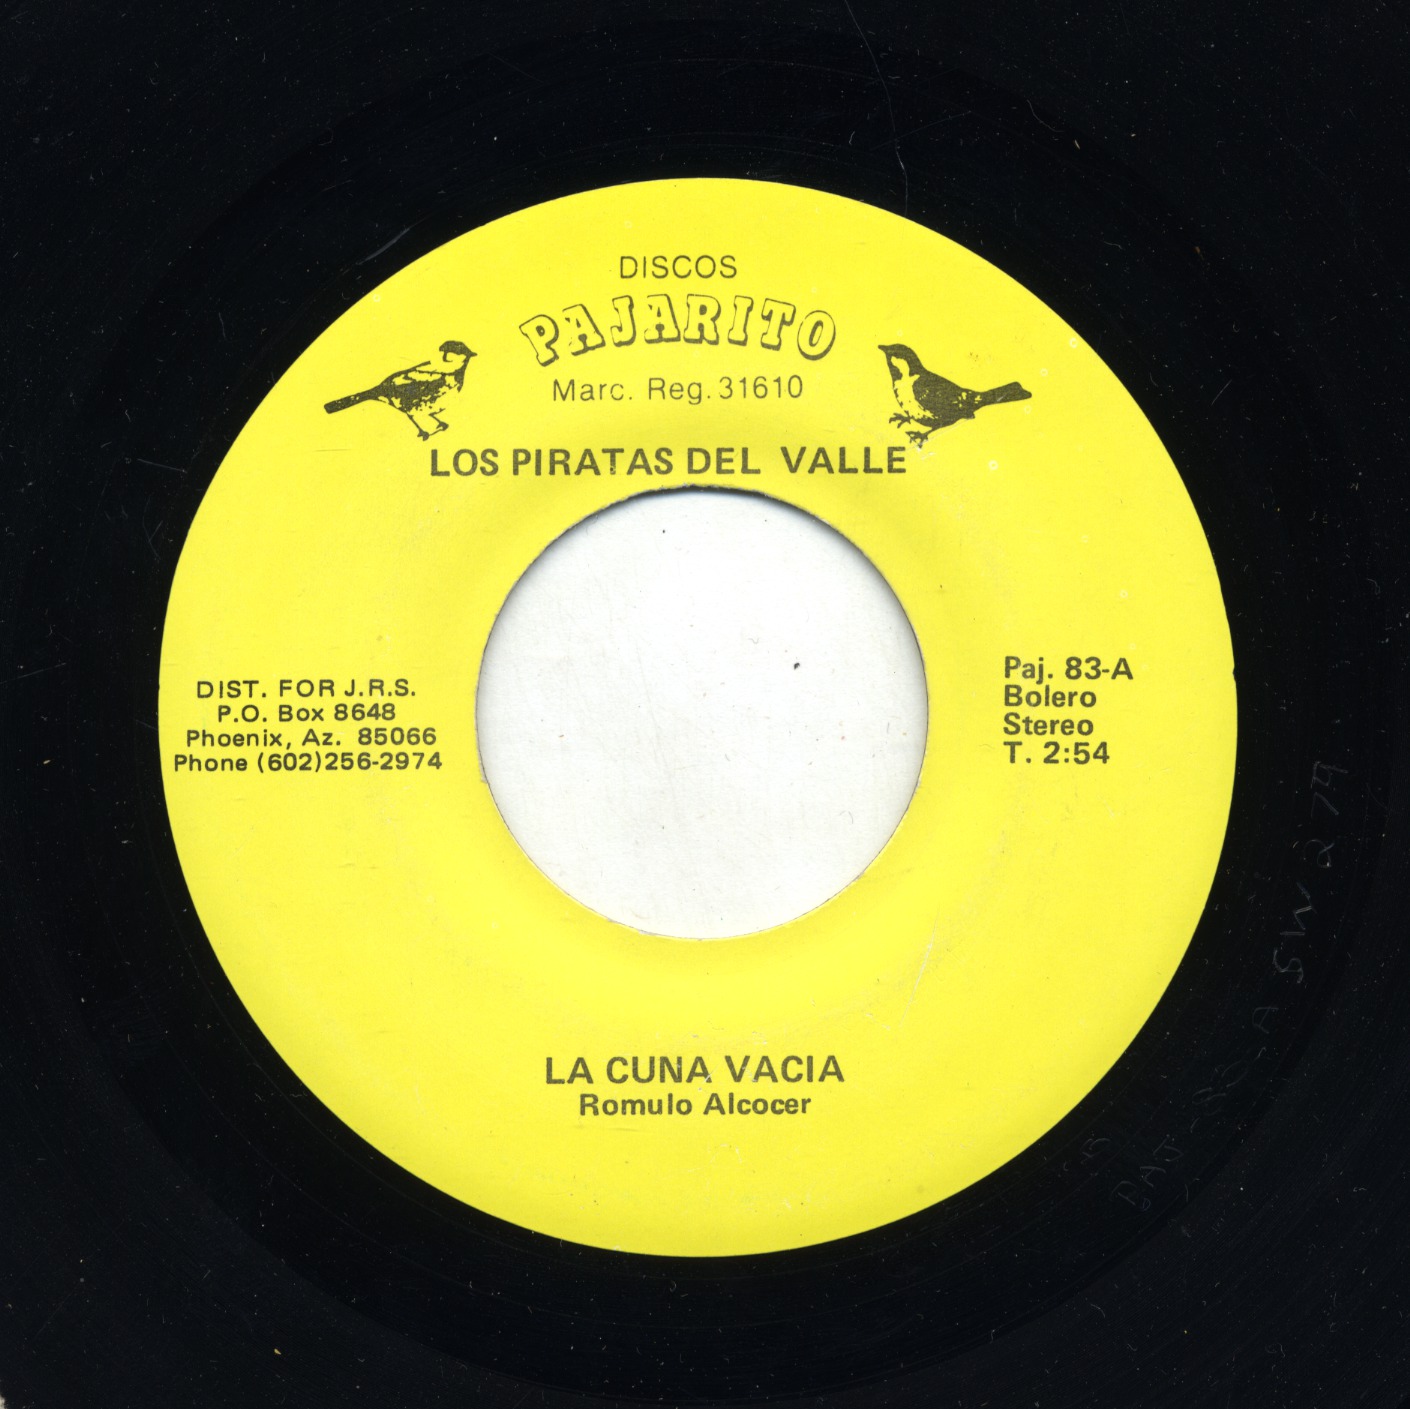 DISCOS
PAJARITO
Marc. Reg. 31610
LOS PIRATAS DEL VALLE
DIST. FOR J.R.S.
P.O. Box 8648
Phoenix, Az. 85066
Phone (602)256-2974
Paj. 83-A
Bolero
Stereo
T. 2:54
LA CUNA VACIA
Romulo Alcocer